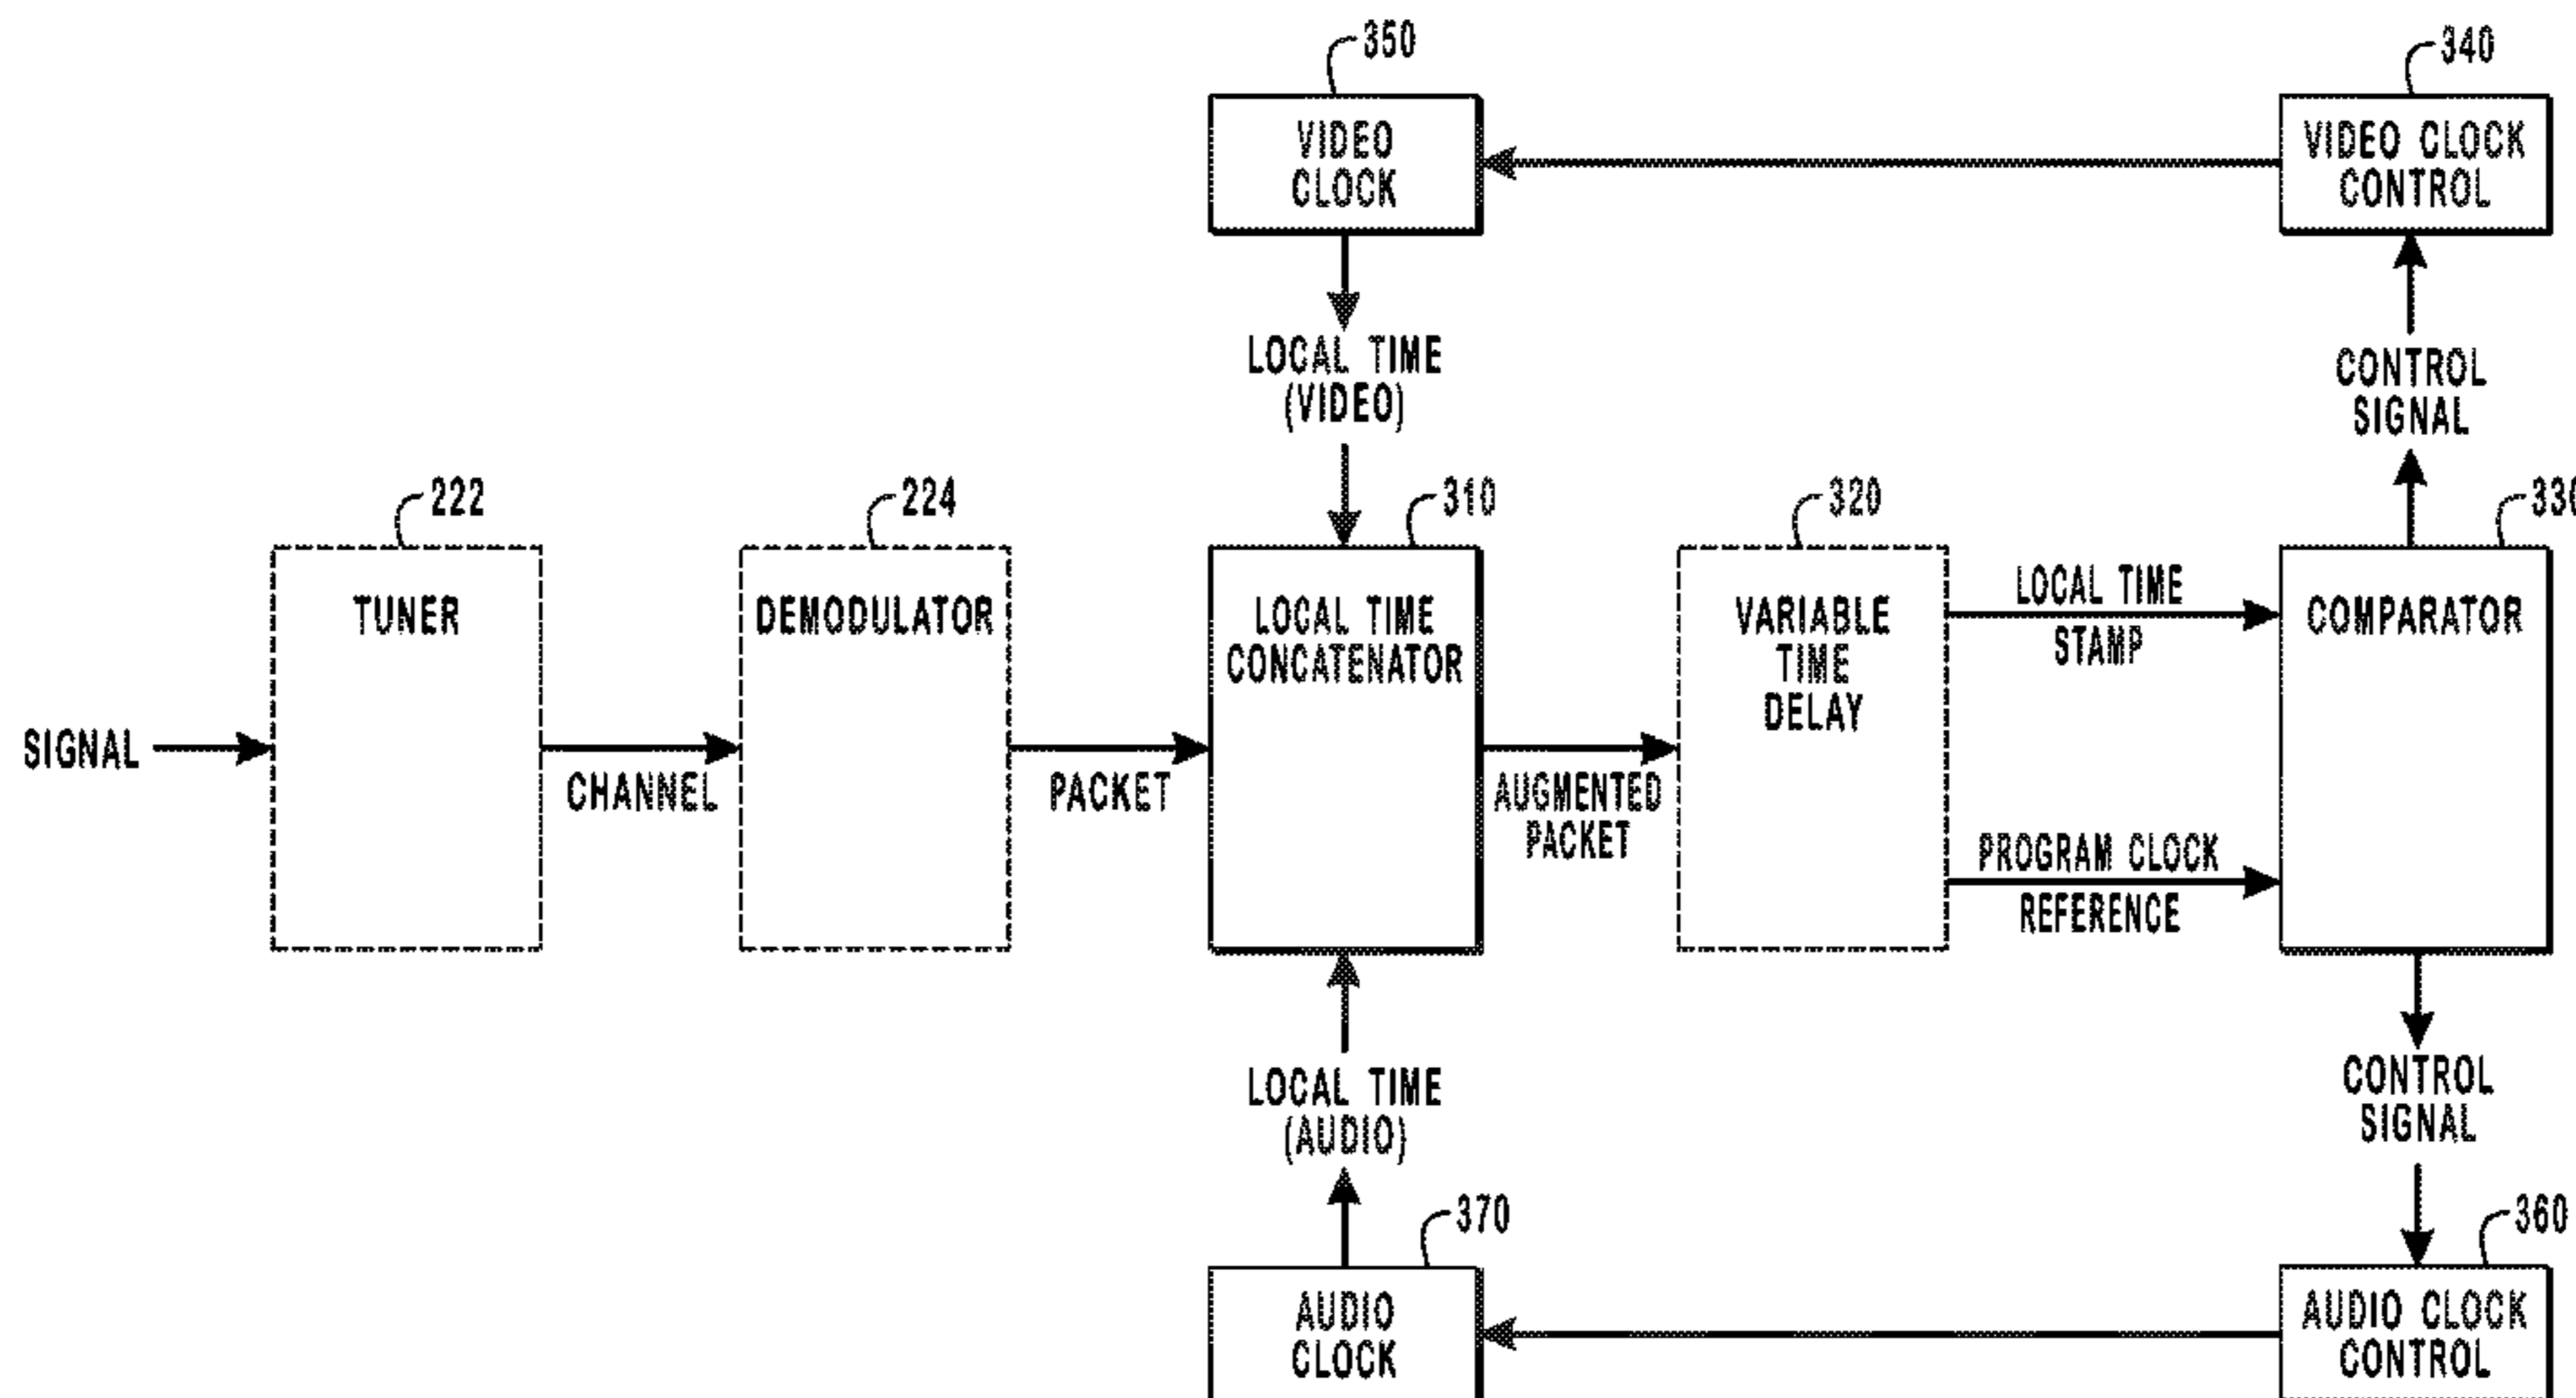 350
340
VIDEO
CLOCK
VIDEO CLOCK
CONTROL
LOCAL TIME
(VIDEO)
CONTROL
SIGNAL
222
224
310
320
330
TUNER
DEMODULATOR
LOCAL TIME
CONCATENATOR
VARIABLE
TIME
DELAY
LOCAL TIME
STAMP
COMPARATOR
SIGNAL
CHANNEL
PACKET
AUGMENTED
PACKET
PROGRAM CLOCK
REFERENCE
LOCAL TIME
(AUDIO)
CONTROL
SIGNAL
370
360
AUDIO
CLOCK
AUDIO CLOCK
CONTROL